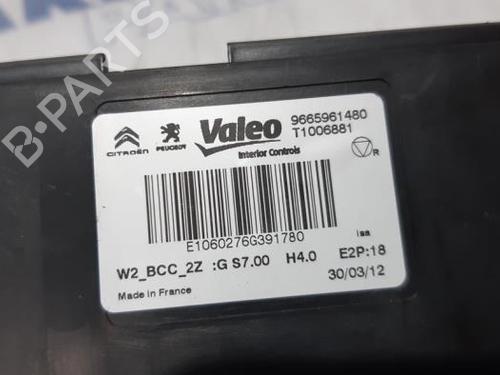 B-PARTS
CITROËN PEUGEOT Valeo 9665961480
T1006881
Interior Controls
R
E1060276G391780
isa
W2_BCC_2Z :G S7.00 H4.0 E2P:18
Made in France 30/03/12